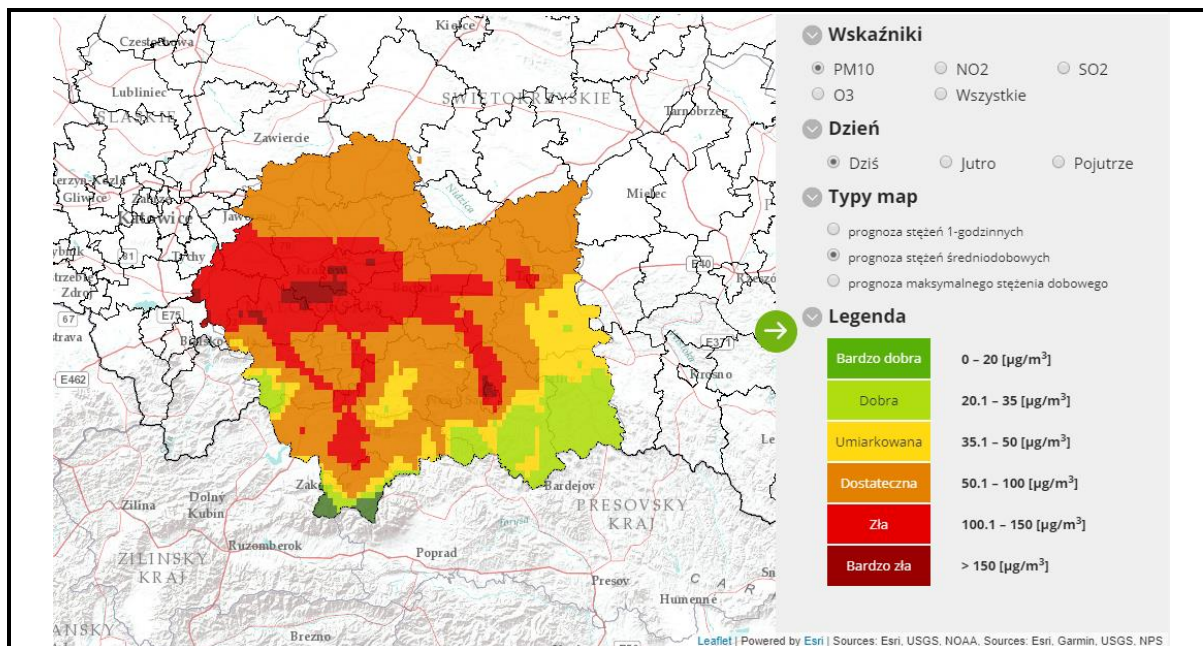 Kielce
Częstochowa
Lubliniec
ŚLĄSKIE
ŚWIĘTOKRZYSKIE
Tarnobrzeg
Zawiercie
Nidzica
Mielec
Gliwice
Katowice
Tychy
81
E40
Zdrój
67
E75
E371
Krosno
E462
Bardejov
Zilina
Dolny
Kubin
PRESOVSKY
KRAJ
Ruzomberok
Poprad
ZILINSKY
KRAJ
Presov
Humenne
Brezno
Wskaźniki
PM10
NO2
SO2
O3
Wszystkie
Dzień
Dziś
Jutro
Pojutrze
Typy map
prognoza stężeń 1-godzinnych
prognoza stężeń średniodobowych
prognoza maksymalnego stężenia dobowego
Legenda
Bardzo dobra 0 – 20 [µg/m³]
Dobra 20.1 – 35 [µg/m³]
Umiarkowana 35.1 – 50 [µg/m³]
Dostateczna 50.1 – 100 [µg/m³]
Zła 100.1 – 150 [µg/m³]
Bardzo zła > 150 [µg/m³]
Leaflet | Powered by Esri | Sources: Esri, USGS, NOAA, Sources: Esri, Garmin, USGS, NPS